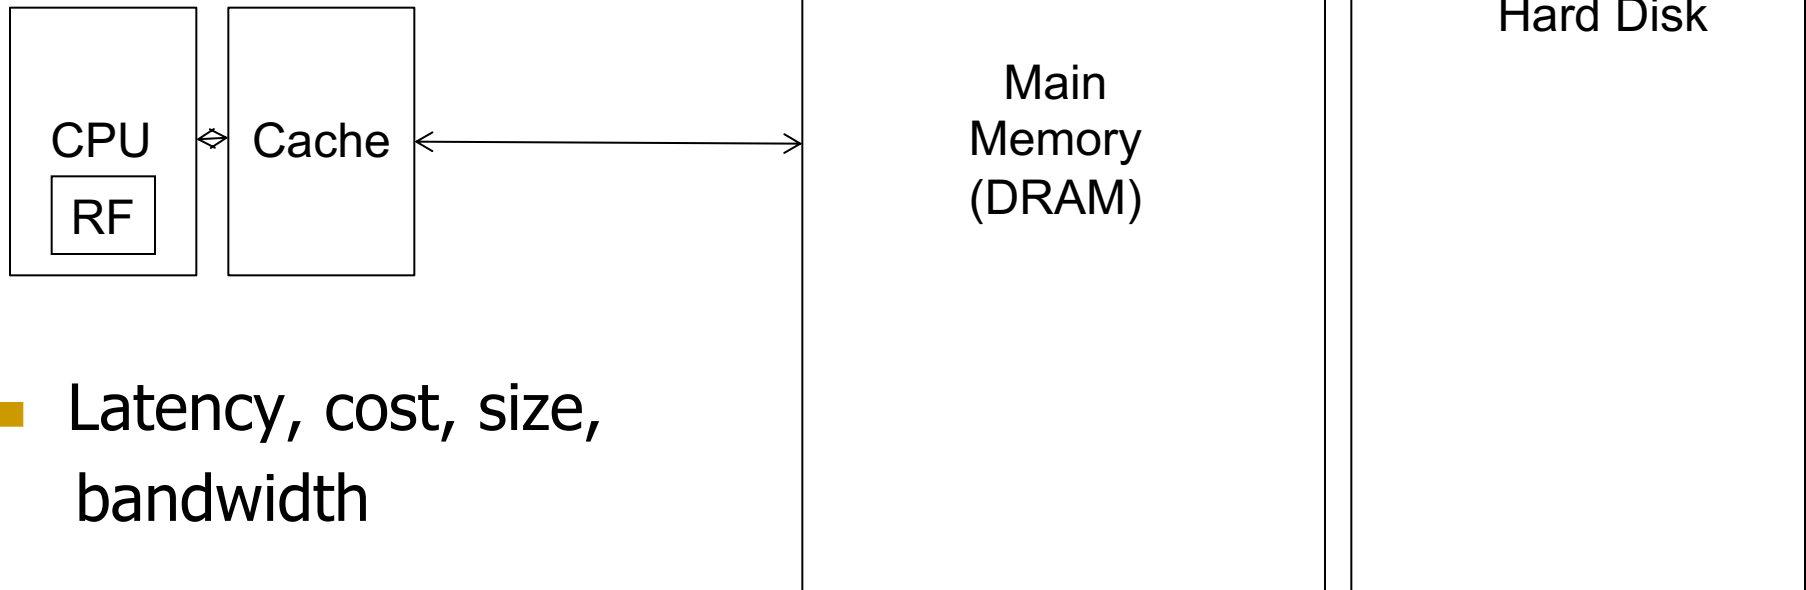 Hard Disk
Main
Memory
(DRAM)
CPU
RF
Cache
Latency, cost, size,
bandwidth